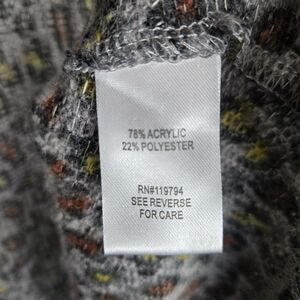 78% ACRYLIC
22% POLYESTER
RN#119794
SEE REVERSE
FOR CARE